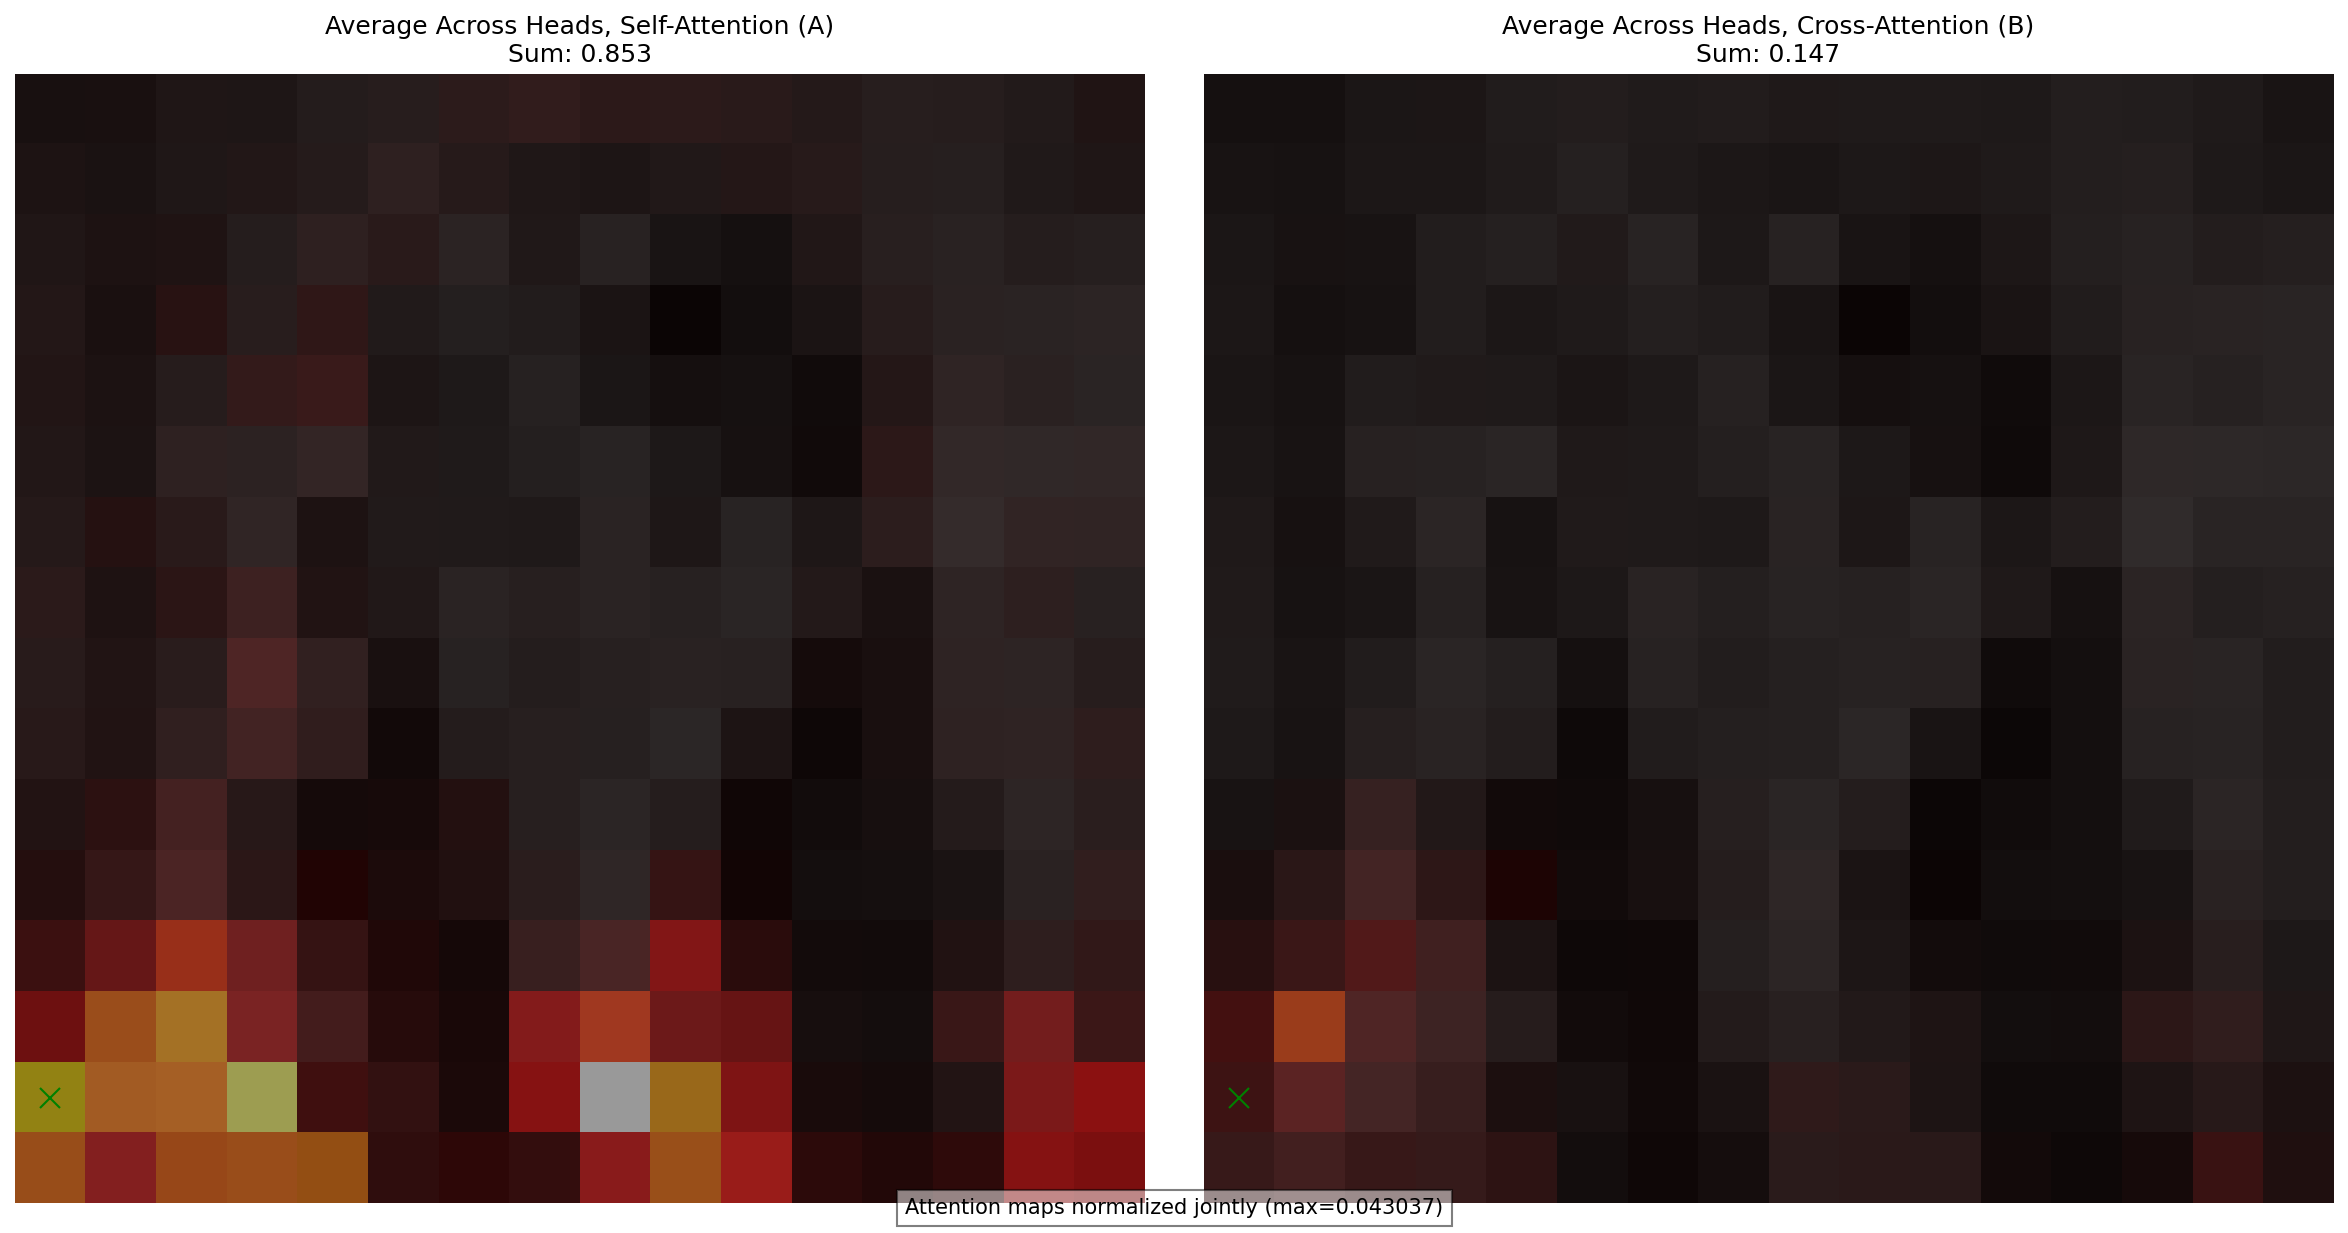 Average Across Heads, Self-Attention (A)
Sum: 0.853
Average Across Heads, Cross-Attention (B)
Sum: 0.147
Attention maps normalized jointly (max=0.043037)